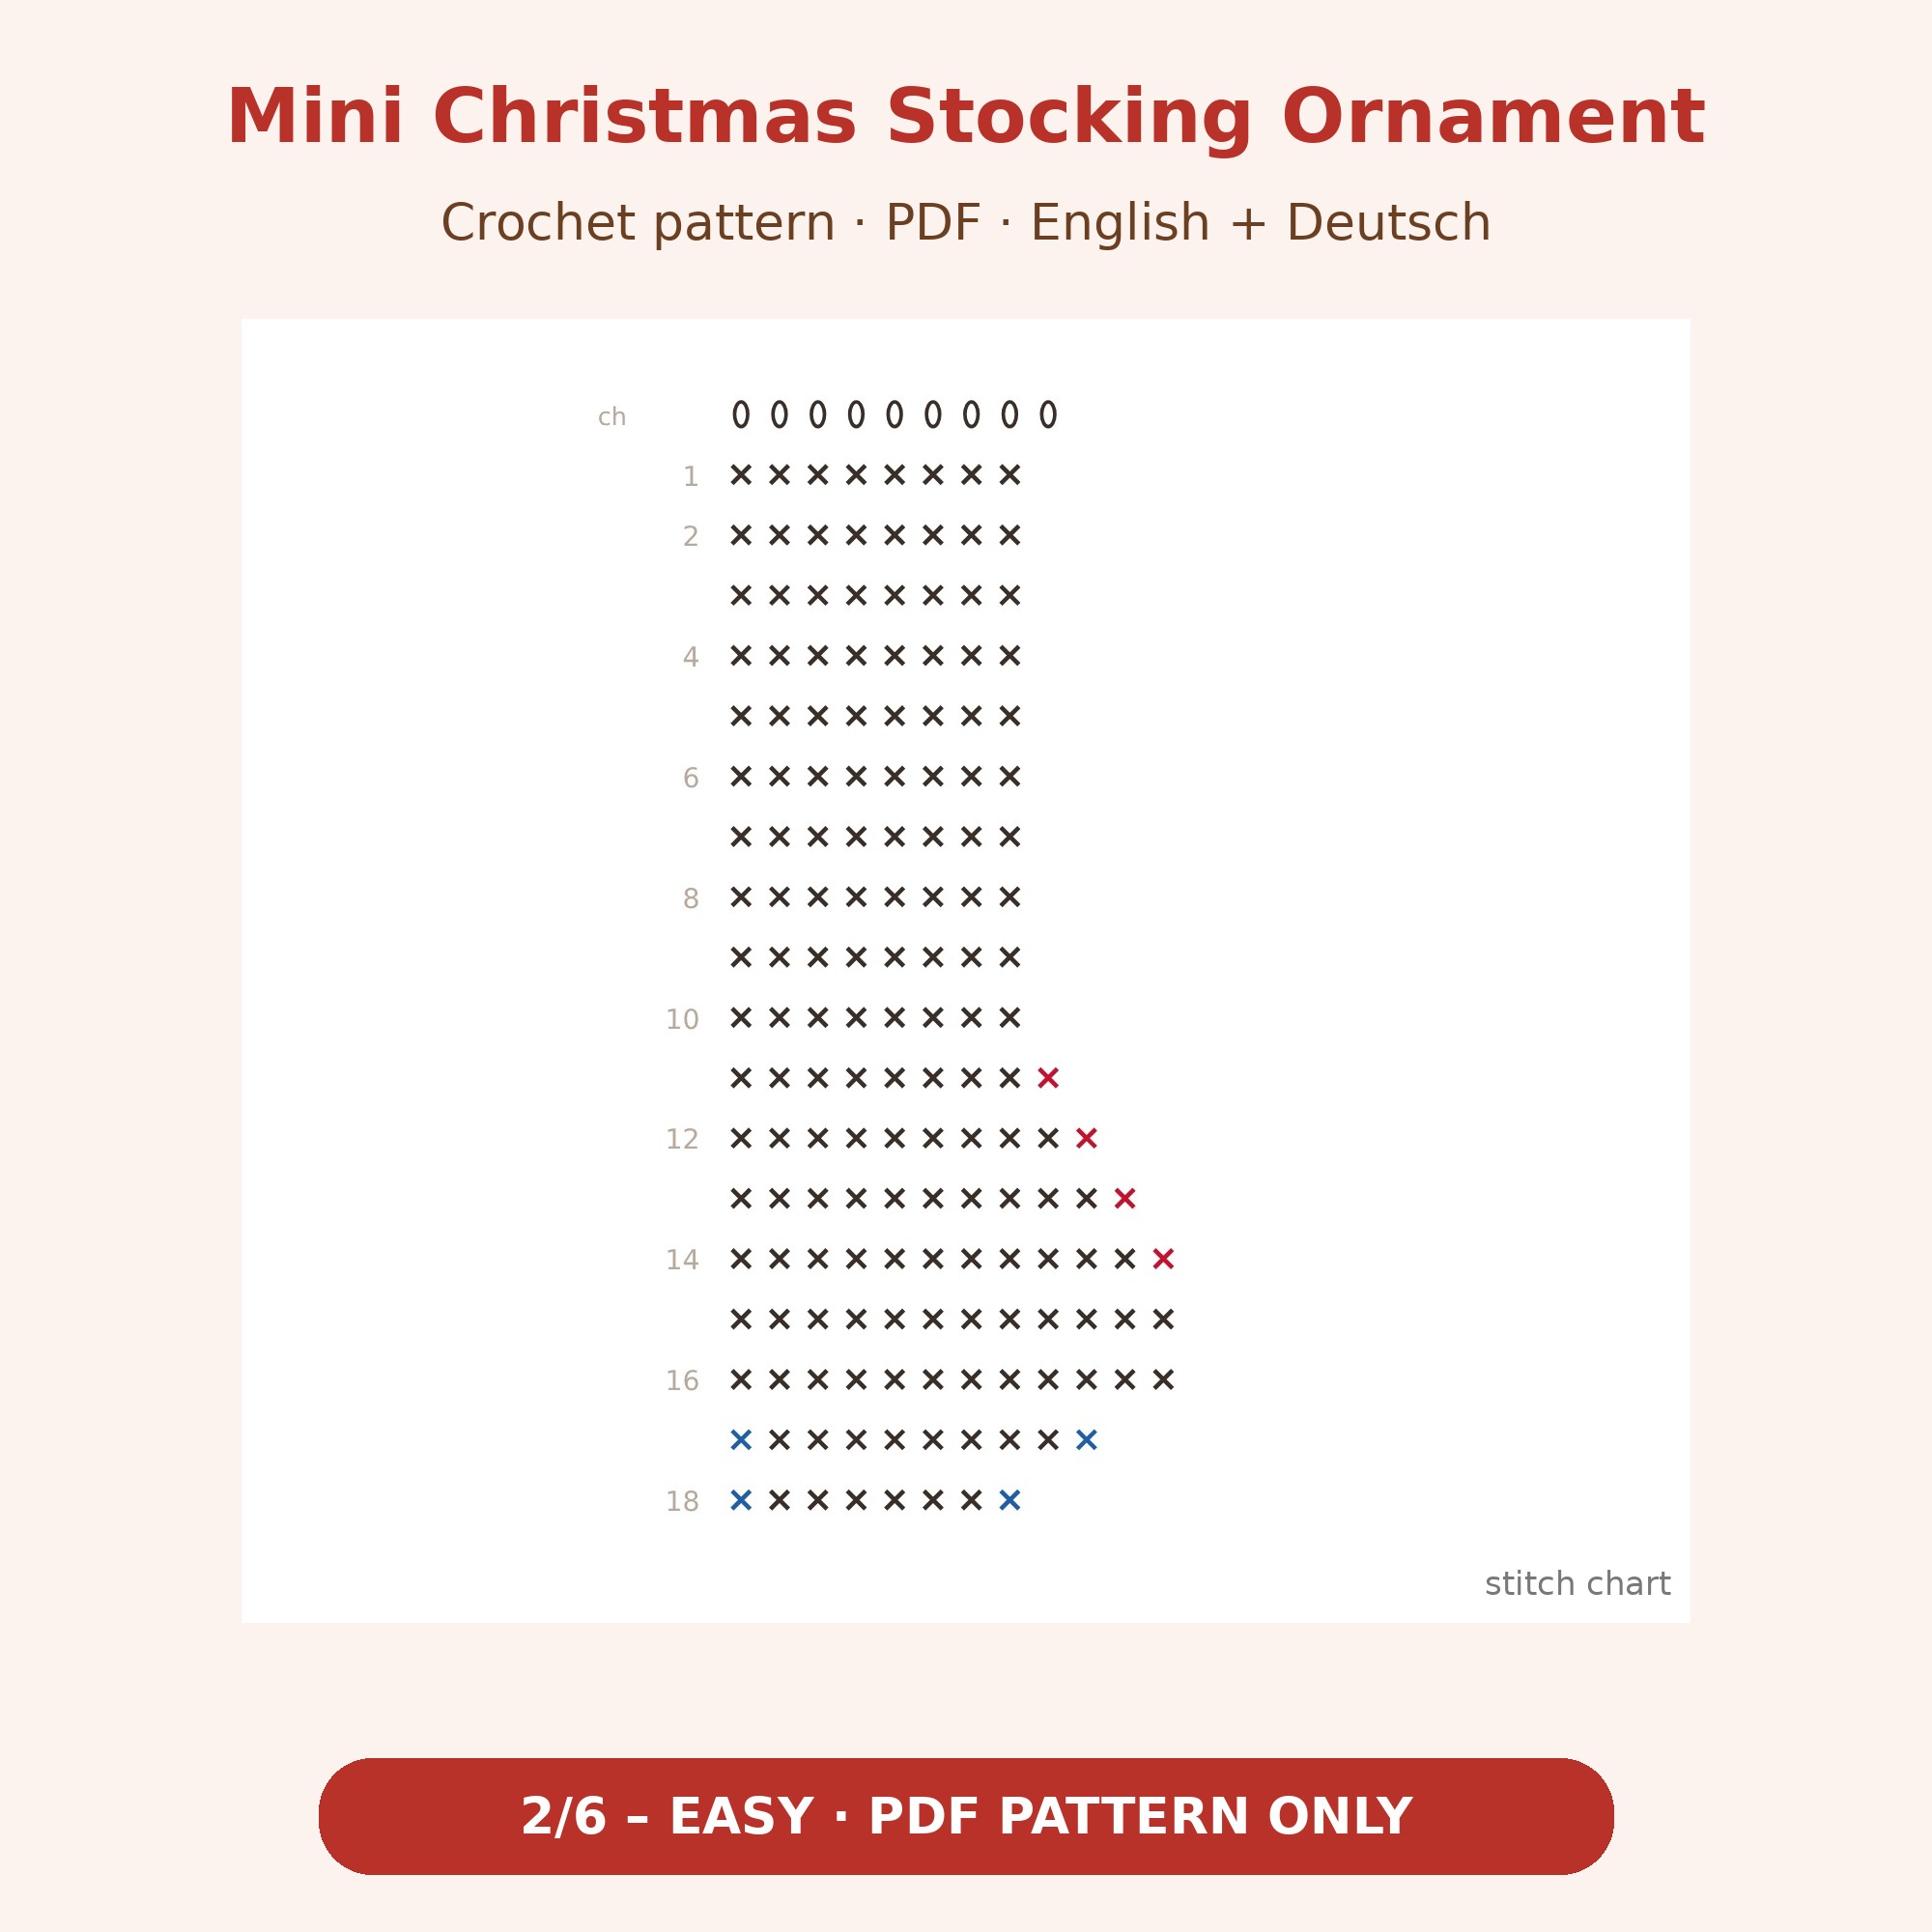 Mini Christmas Stocking Ornament
Crochet pattern · PDF · English + Deutsch
ch
1
2
4
6
8
10
12
14
16
18
stitch chart
2/6 – EASY · PDF PATTERN ONLY